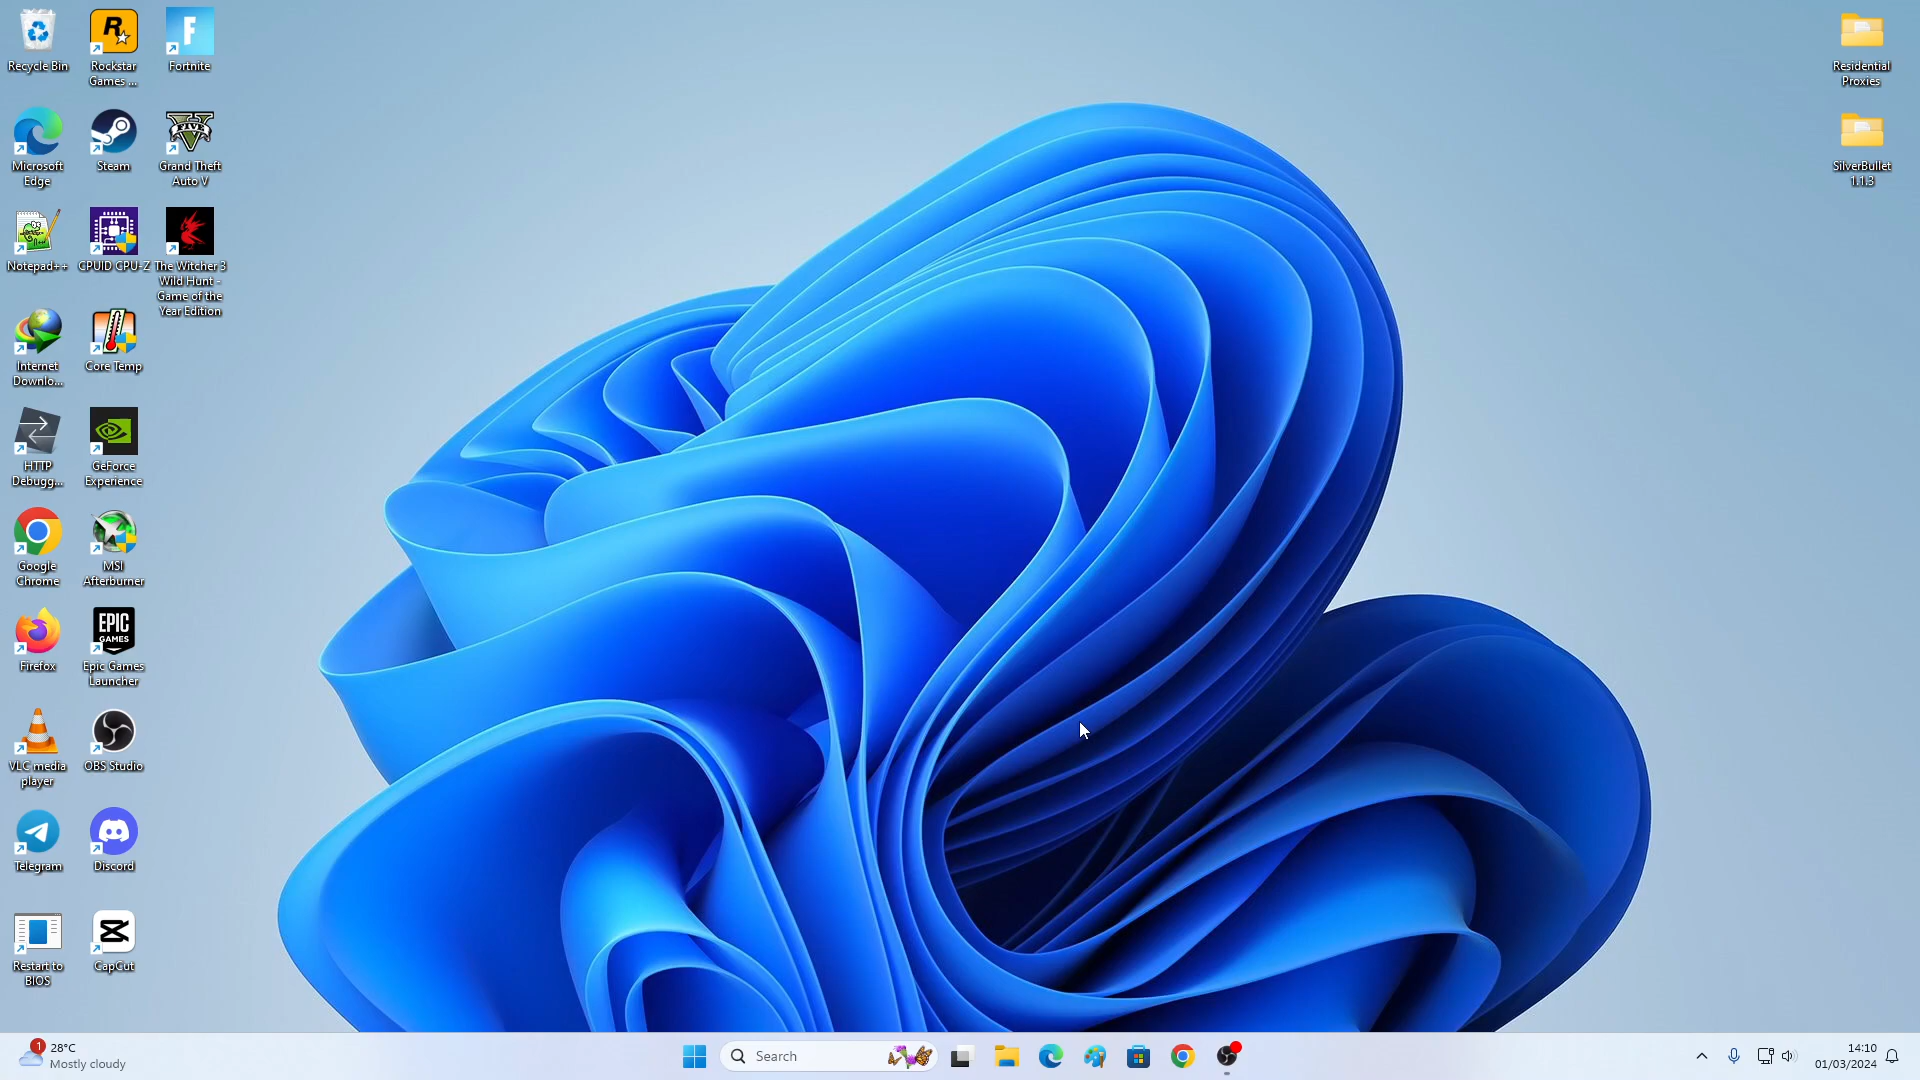 Recycle Bin
Rockstar
Games ...
Fortnite
Microsoft
Edge
Steam
Grand Theft
Auto V
Notepad++
CPUID CPU-Z
The Witcher 3
Wild Hunt -
Game of the
Year Edition
Internet
Downlo...
Core Temp
HTTP
Debugg...
GeForce
Experience
Google
Chrome
MSI
Afterburner
Firefox
EPIC
GAMES
Epic Games
Launcher
VLC media
player
OBS Studio
Telegram
Discord
Restart to
BIOS
CapCut
Residential
Proxies
SilverBullet
1.1.3
FIVE
1
28°C
Mostly cloudy
Search
14:10
01/03/2024